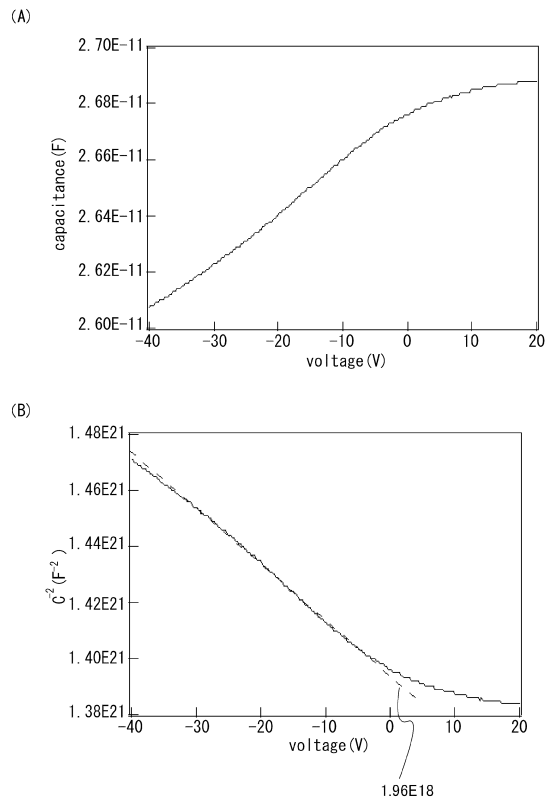 (A)
2.70E-11
2.68E-11
2.66E-11
2.64E-11
2.62E-11
2.60E-11
capacitance(F)
-40 -30 -20 -10 0 10 20
voltage(V)
(B)
1.48E21
1.46E21
1.44E21
1.42E21
1.40E21
1.38E21
C⁻²(F⁻²)
-40 -30 -20 -10 0 10 20
voltage(V)
1.96E18